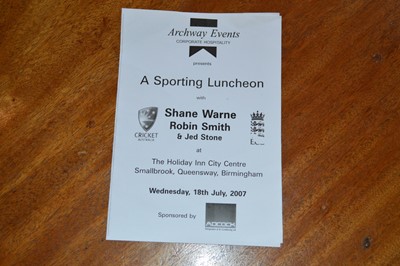 Archway Events
CORPORATE HOSPITALITY
presents
A Sporting Luncheon
with
Shane Warne
Robin Smith
& Jed Stone
CRICKET
AUSTRALIA
at
The Holiday Inn City Centre
Smallbrook, Queensway, Birmingham
Wednesday, 18th July, 2007
Sponsored by